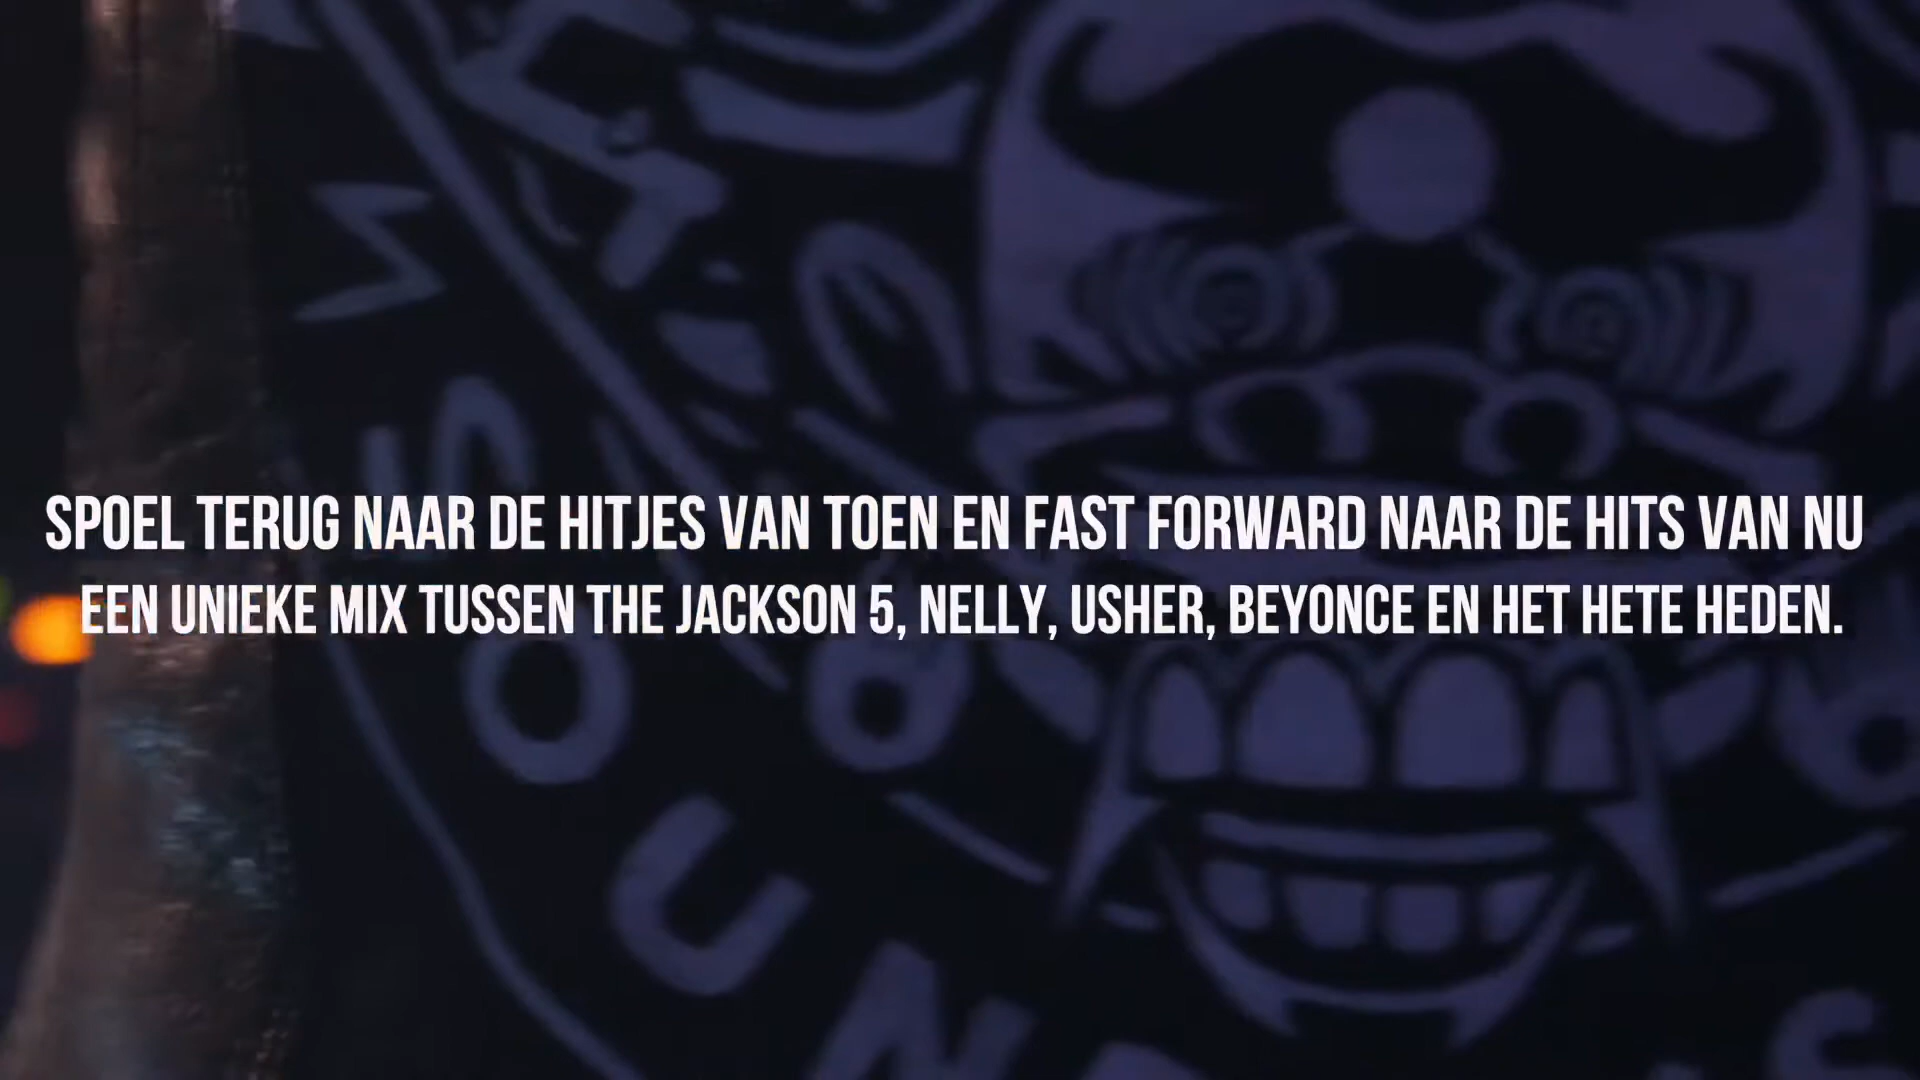 SPOEL TERUG NAAR DE HITJES VAN TOEN EN FAST FORWARD NAAR DE HITS VAN NU
EEN UNIEKE MIX TUSSEN THE JACKSON 5, NELLY, USHER, BEYONCE EN HET HETE HEDEN.